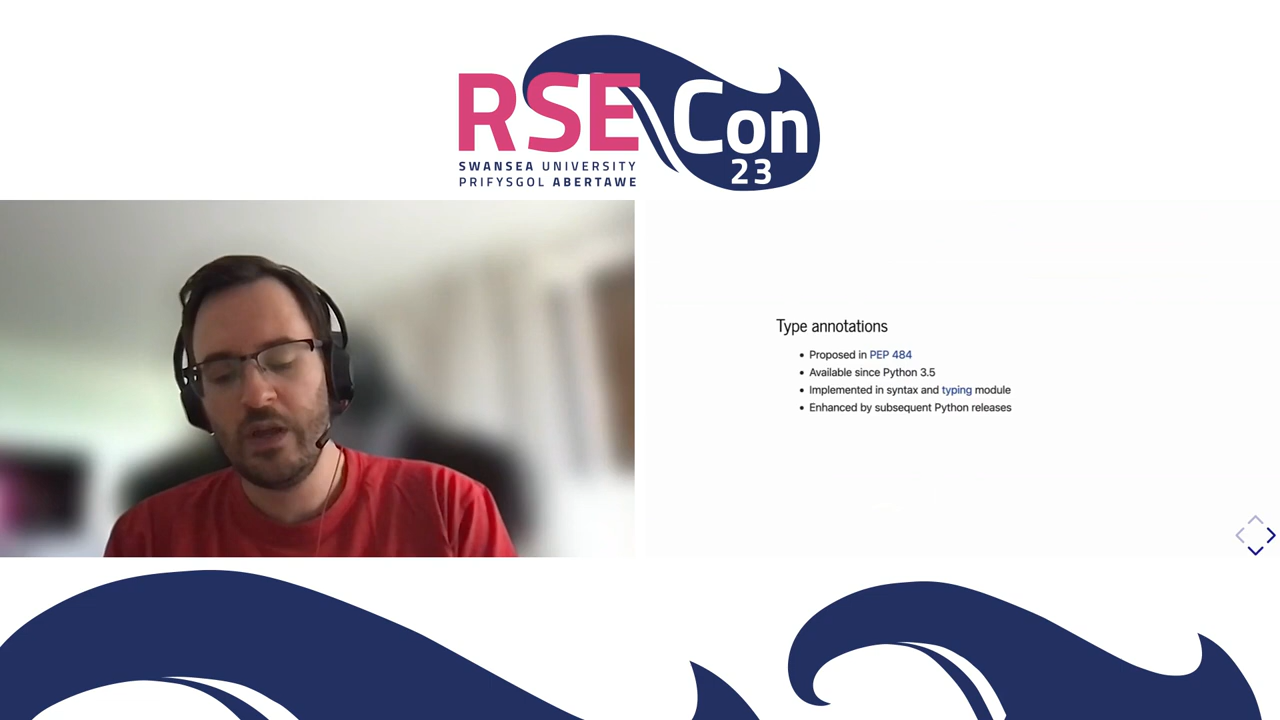 RSE Con
23
SWANSEA UNIVERSITY
PRIFYSGOL ABERTAWE
Type annotations
• Proposed in PEP 484
• Available since Python 3.5
• Implemented in syntax and typing module
• Enhanced by subsequent Python releases